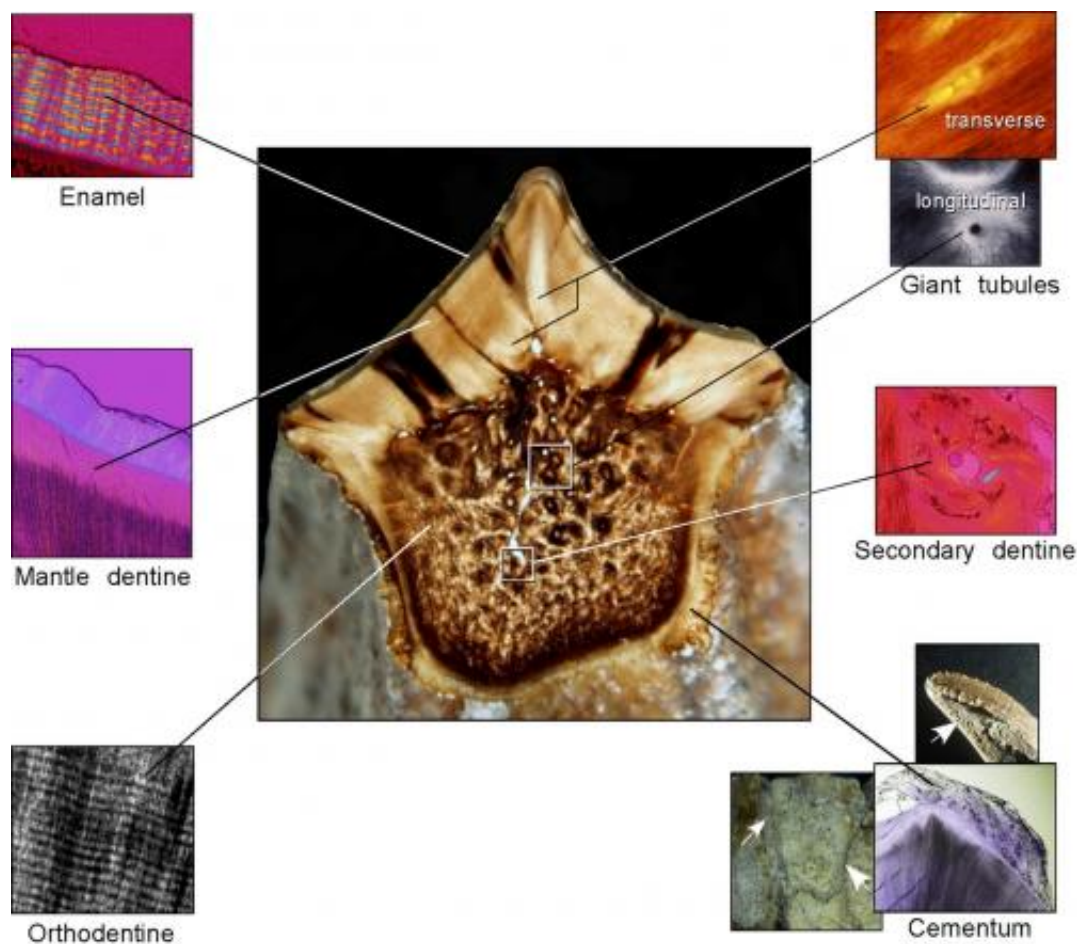 Enamel
transverse
longitudinal
Giant tubules
Mantle dentine
Secondary dentine
Orthodentine
Cementum